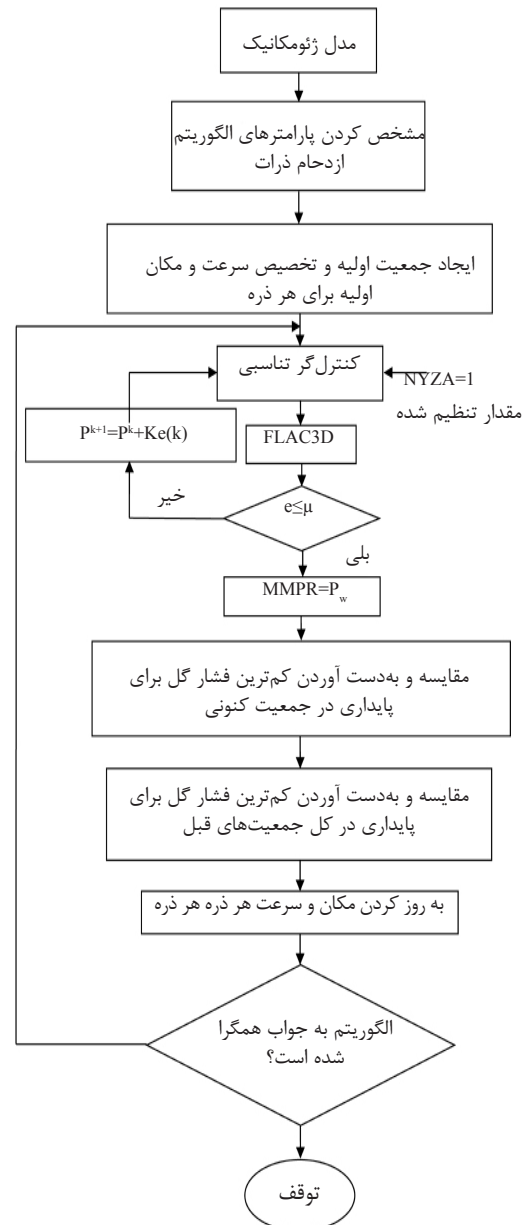 مدل ژئومکانیک
مشخص کردن پارامترهای الگوریتم
ازدحام ذرات
ایجاد جمعیت اولیه و تخصیص سرعت و مکان
اولیه برای هر ذره
کنترل‌گر تناسبی
NYZA=1
مقدار تنظیم شده
P^{k+1}=P^k+Ke(k)
FLAC3D
e≤μ
خیر
بلی
MMPR=P_w
مقایسه و به‌دست آوردن کم‌ترین فشار گل برای
پایداری در جمعیت کنونی
مقایسه و به‌دست آوردن کم‌ترین فشار گل برای
پایداری در کل جمعیت‌های قبل
به روز کردن مکان و سرعت هر ذره هر ذره
الگوریتم به جواب همگرا
شده است؟
توقف